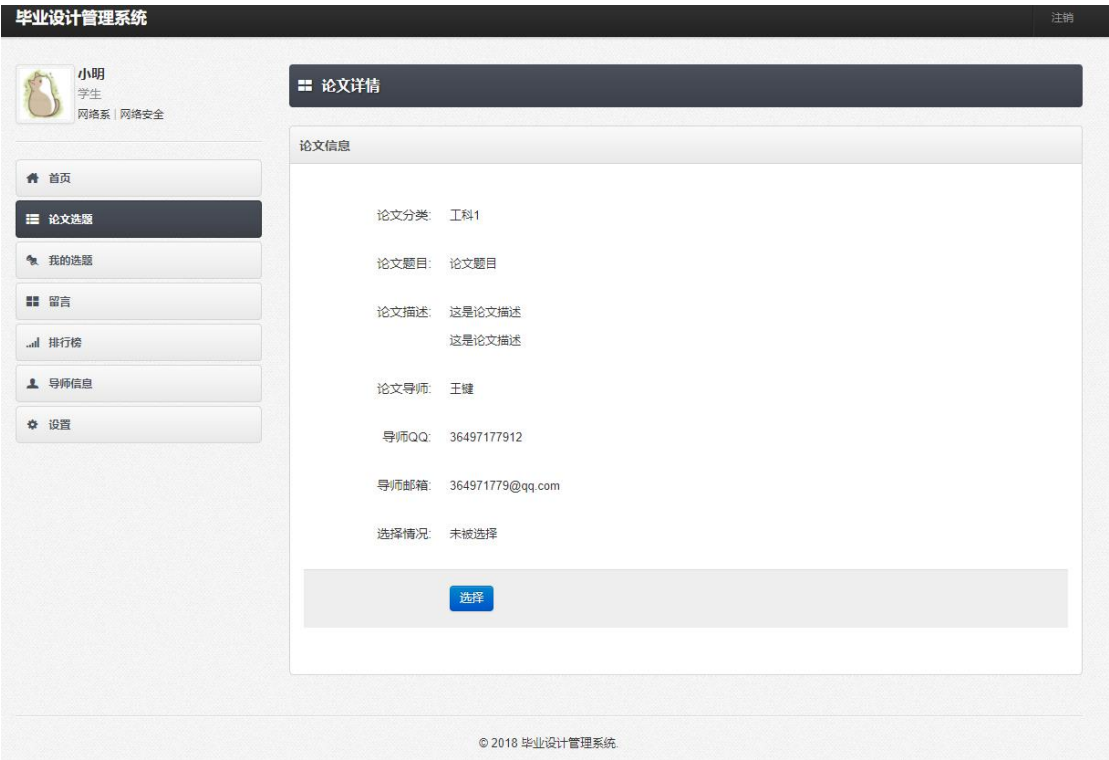 毕业设计管理系统
注销
小明
学生
网络系 | 网络安全
首页
论文选题
我的选题
留言
排行榜
导师信息
设置
论文详情
论文信息
论文分类: 工科1
论文题目: 论文题目
论文描述: 这是论文描述
这是论文描述
论文导师: 王键
导师QQ: 36497177912
导师邮箱: 364971779@qq.com
选择情况: 未被选择
选择
© 2018 毕业设计管理系统.